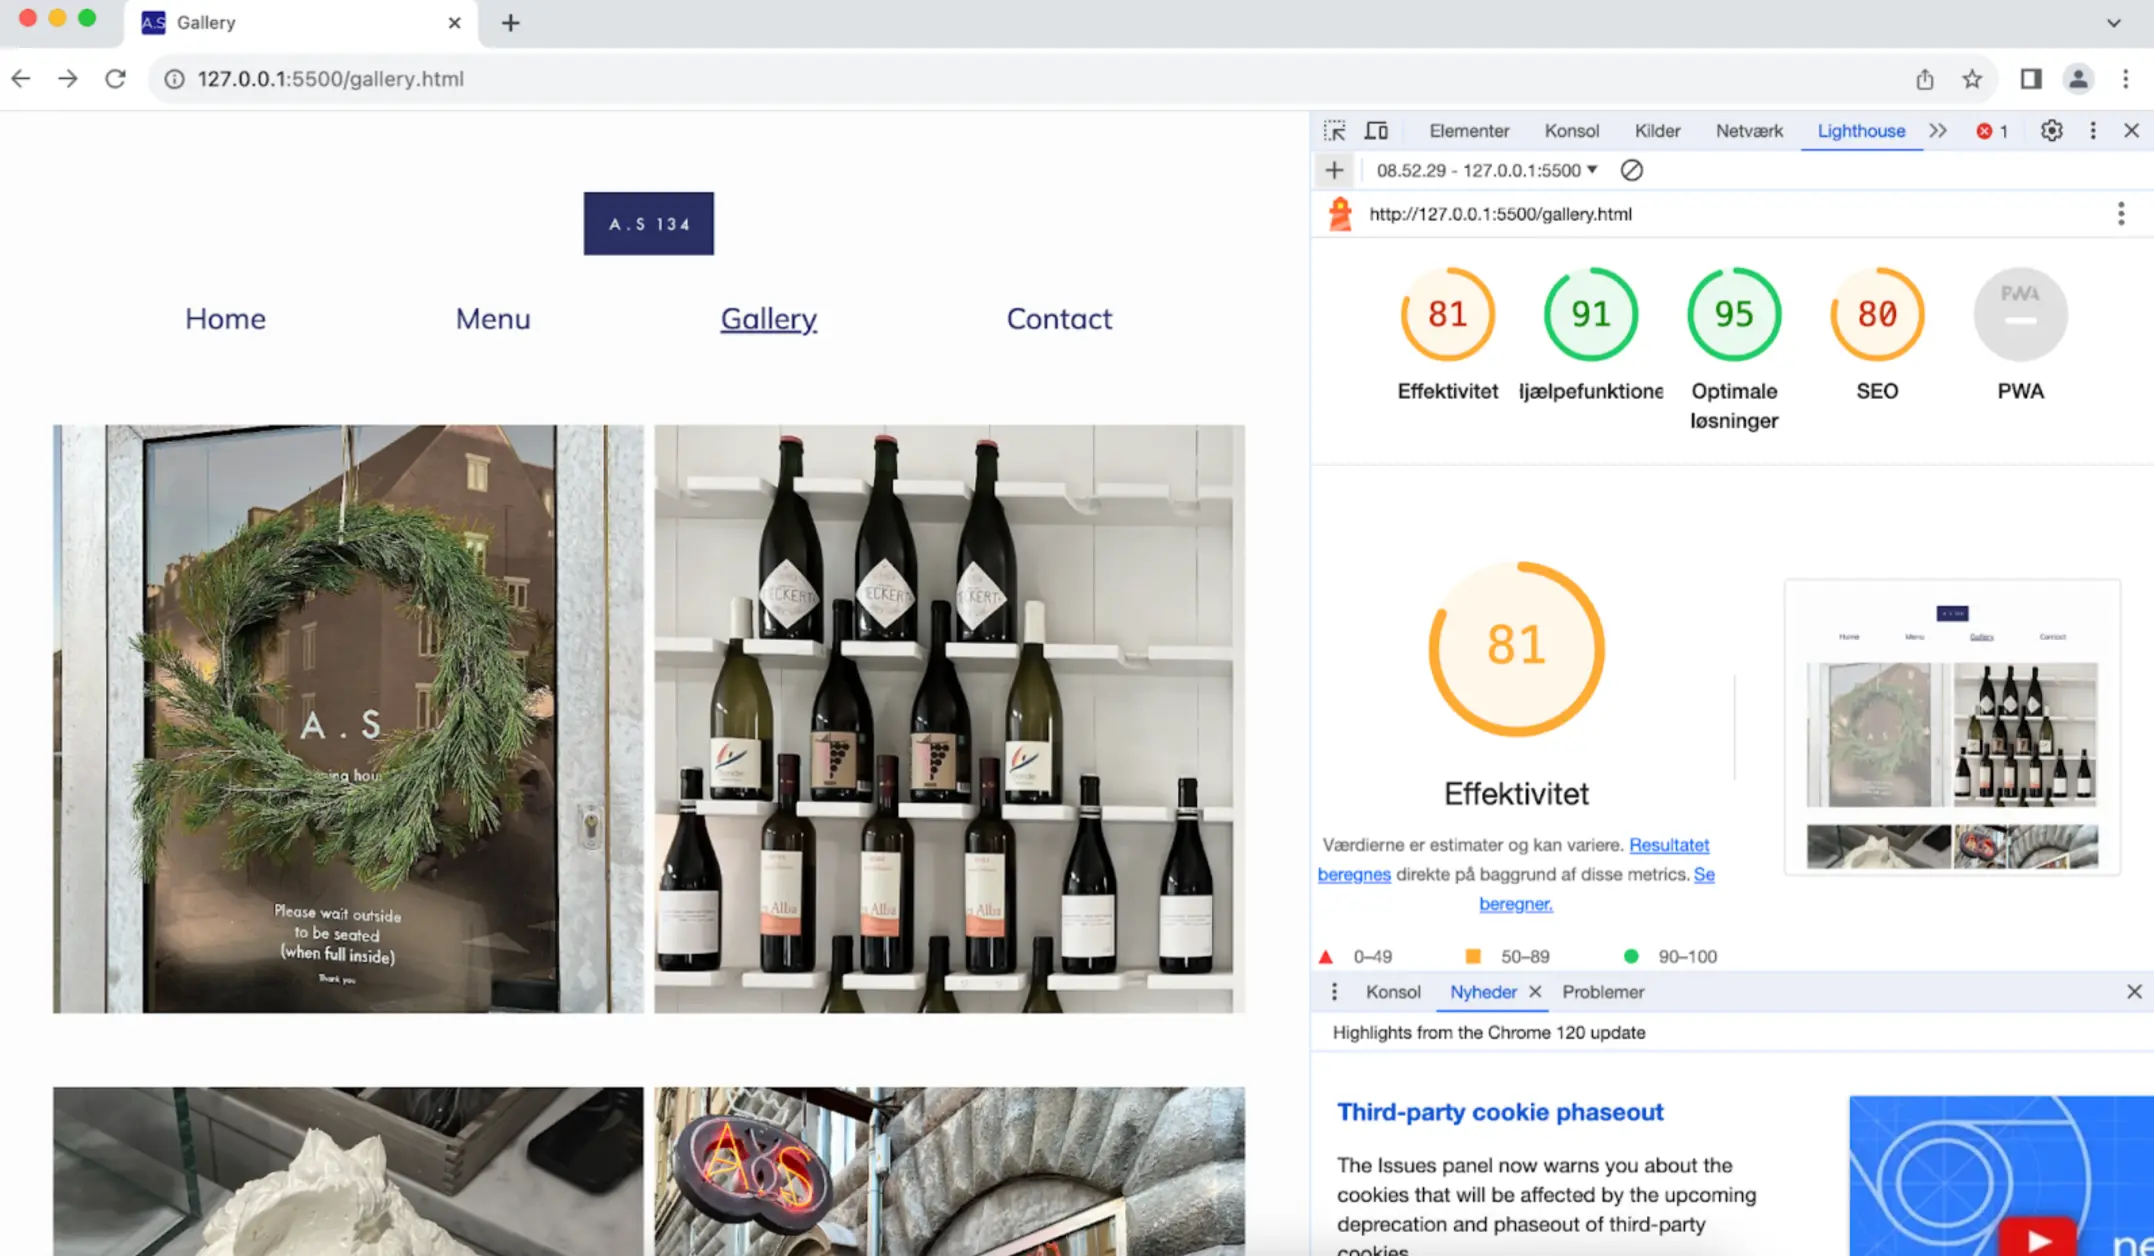 A.S Gallery
127.0.0.1:5500/gallery.html
A.S 134
Home Menu Gallery Contact
A.S
ing hou
Please wait outside
to be seated
(when full inside)
Thank you
ECKERT
ECKERT
ECKERT
Alba
Alba
Alba
A S
Elementer Konsol Kilder Netværk Lighthouse 1
08.52.29 - 127.0.0.1:5500
http://127.0.0.1:5500/gallery.html
81 91 95 80 PWA
Effektivitet ljælpefunktione Optimale løsninger SEO PWA
81
Effektivitet
Værdierne er estimater og kan variere. Resultatet
beregnes direkte på baggrund af disse metrics. Se
beregner.
0–49 50–89 90–100
Home Menu Gallery Contact
A.S
Konsol Nyheder Problemer
Highlights from the Chrome 120 update
Third-party cookie phaseout
The Issues panel now warns you about the
cookies that will be affected by the upcoming
deprecation and phaseout of third-party
cookies.
ne